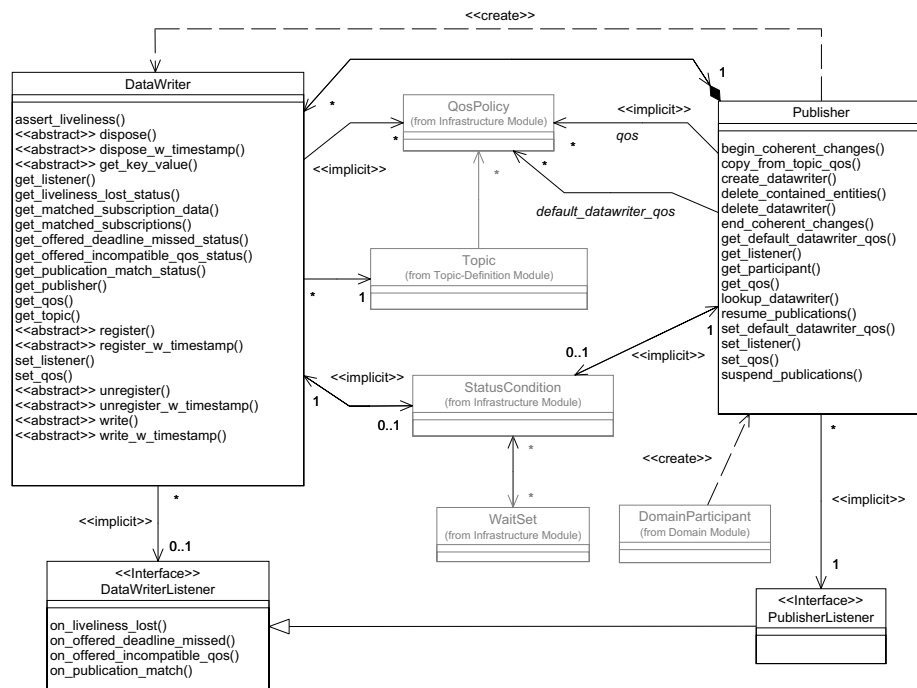 <<create>>
DataWriter
assert_liveliness()
<<abstract>> dispose()
<<abstract>> dispose_w_timestamp()
<<abstract>> get_key_value()
get_listener()
get_liveliness_lost_status()
get_matched_subscription_data()
get_matched_subscriptions()
get_offered_deadline_missed_status()
get_offered_incompatible_qos_status()
get_publication_match_status()
get_publisher()
get_qos()
get_topic()
<<abstract>> register()
<<abstract>> register_w_timestamp()
set_listener()
set_qos()
<<abstract>> unregister()
<<abstract>> unregister_w_timestamp()
<<abstract>> write()
<<abstract>> write_w_timestamp()
*
1
QosPolicy
(from Infrastructure Module)
*
*
*
*
<<implicit>>
<<implicit>>
qos
default_datawriter_qos
Publisher
begin_coherent_changes()
copy_from_topic_qos()
create_datawriter()
delete_contained_entities()
delete_datawriter()
end_coherent_changes()
get_default_datawriter_qos()
get_listener()
get_participant()
get_qos()
lookup_datawriter()
resume_publications()
set_default_datawriter_qos()
set_listener()
set_qos()
suspend_publications()
Topic
(from Topic-Definition Module)
*
1
1
0..1
<<implicit>>
<<implicit>>
StatusCondition
(from Infrastructure Module)
1
0..1
*
*
<<create>>
WaitSet
(from Infrastructure Module)
DomainParticipant
(from Domain Module)
*
<<implicit>>
0..1
*
<<implicit>>
1
<<Interface>>
DataWriterListener
on_liveliness_lost()
on_offered_deadline_missed()
on_offered_incompatible_qos()
on_publication_match()
<<Interface>>
PublisherListener